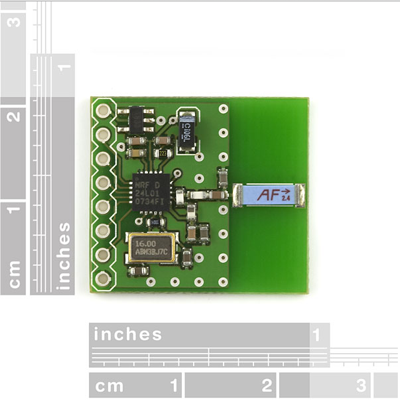 3
2
1
cm
1
inches
C106L
NRF D
24L01
0734FI
AF
2.4
16.00
inches
1
cm
1
2
3